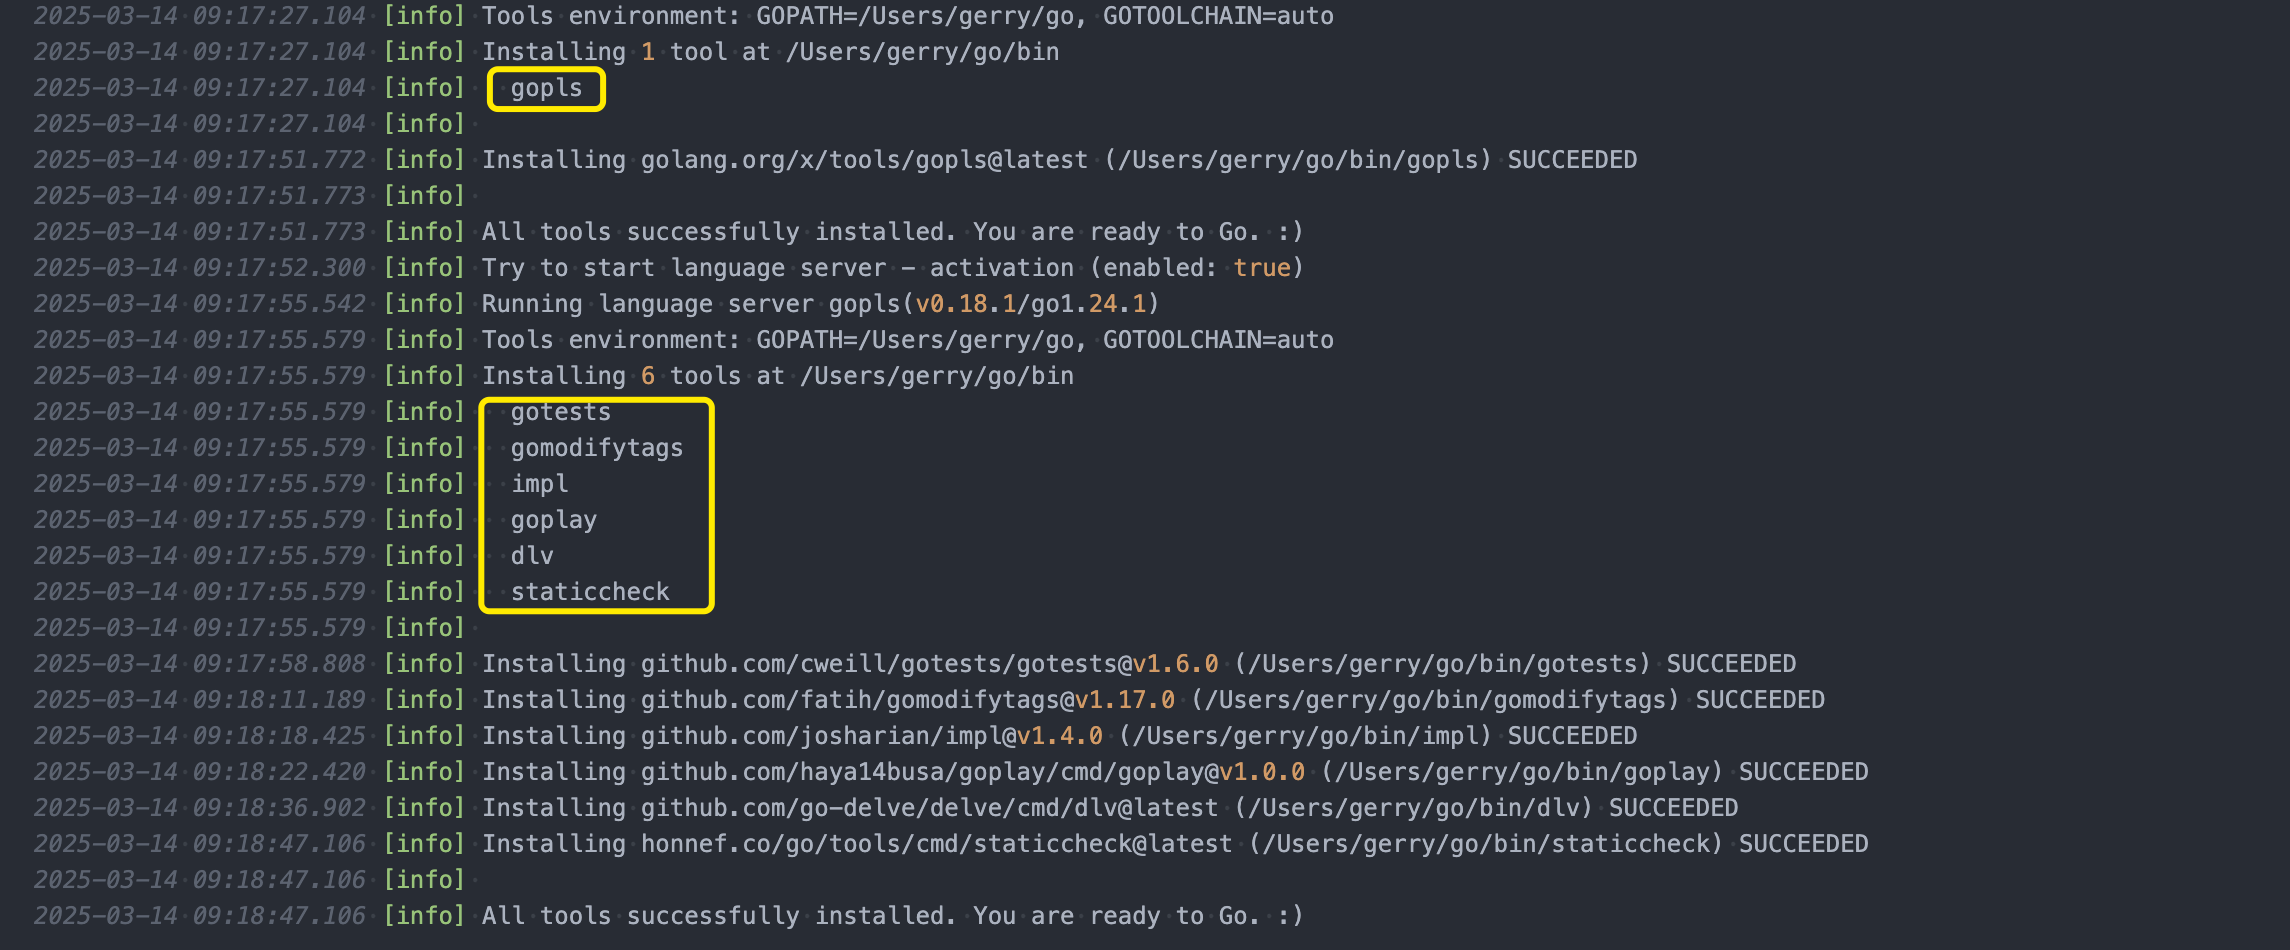 2025-03-14 09:17:27.104 [info] Tools environment: GOPATH=/Users/gerry/go, GOTOOLCHAIN=auto
2025-03-14 09:17:27.104 [info] Installing 1 tool at /Users/gerry/go/bin
2025-03-14 09:17:27.104 [info]   gopls
2025-03-14 09:17:27.104 [info]
2025-03-14 09:17:51.772 [info] Installing golang.org/x/tools/gopls@latest (/Users/gerry/go/bin/gopls) SUCCEEDED
2025-03-14 09:17:51.773 [info]
2025-03-14 09:17:51.773 [info] All tools successfully installed. You are ready to Go. :)
2025-03-14 09:17:52.300 [info] Try to start language server - activation (enabled: true)
2025-03-14 09:17:55.542 [info] Running language server gopls(v0.18.1/go1.24.1)
2025-03-14 09:17:55.579 [info] Tools environment: GOPATH=/Users/gerry/go, GOTOOLCHAIN=auto
2025-03-14 09:17:55.579 [info] Installing 6 tools at /Users/gerry/go/bin
2025-03-14 09:17:55.579 [info]   gotests
2025-03-14 09:17:55.579 [info]   gomodifytags
2025-03-14 09:17:55.579 [info]   impl
2025-03-14 09:17:55.579 [info]   goplay
2025-03-14 09:17:55.579 [info]   dlv
2025-03-14 09:17:55.579 [info]   staticcheck
2025-03-14 09:17:55.579 [info]
2025-03-14 09:17:58.808 [info] Installing github.com/cweill/gotests/gotests@v1.6.0 (/Users/gerry/go/bin/gotests) SUCCEEDED
2025-03-14 09:18:11.189 [info] Installing github.com/fatih/gomodifytags@v1.17.0 (/Users/gerry/go/bin/gomodifytags) SUCCEEDED
2025-03-14 09:18:18.425 [info] Installing github.com/josharian/impl@v1.4.0 (/Users/gerry/go/bin/impl) SUCCEEDED
2025-03-14 09:18:22.420 [info] Installing github.com/haya14busa/goplay/cmd/goplay@v1.0.0 (/Users/gerry/go/bin/goplay) SUCCEEDED
2025-03-14 09:18:36.902 [info] Installing github.com/go-delve/delve/cmd/dlv@latest (/Users/gerry/go/bin/dlv) SUCCEEDED
2025-03-14 09:18:47.106 [info] Installing honnef.co/go/tools/cmd/staticcheck@latest (/Users/gerry/go/bin/staticcheck) SUCCEEDED
2025-03-14 09:18:47.106 [info]
2025-03-14 09:18:47.106 [info] All tools successfully installed. You are ready to Go. :)